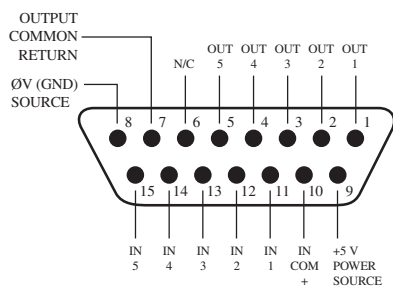 OUTPUT
COMMON
RETURN
OUT OUT OUT OUT OUT
N/C 5 4 3 2 1
ØV (GND)
SOURCE
8 7 6 5 4 3 2 1
15 14 13 12 11 10 9
IN IN IN IN IN IN +5 V
5 4 3 2 1 COM POWER
+ SOURCE